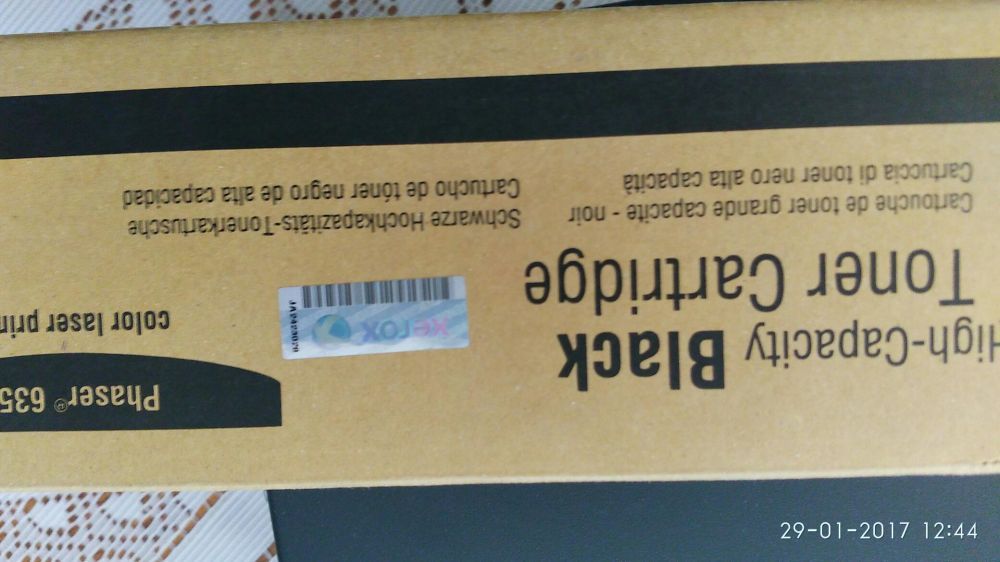 High-Capacity Black
Toner Cartridge
Cartouche de toner grande capacite - noir
Cartuccia di toner nero alta capacità
Schwarze Hochkapazitäts-Tonerkartusche
Cartucho de tóner negro de alta capacidad
xerox
Phaser® 635
color laser prin
29-01-2017 12:44